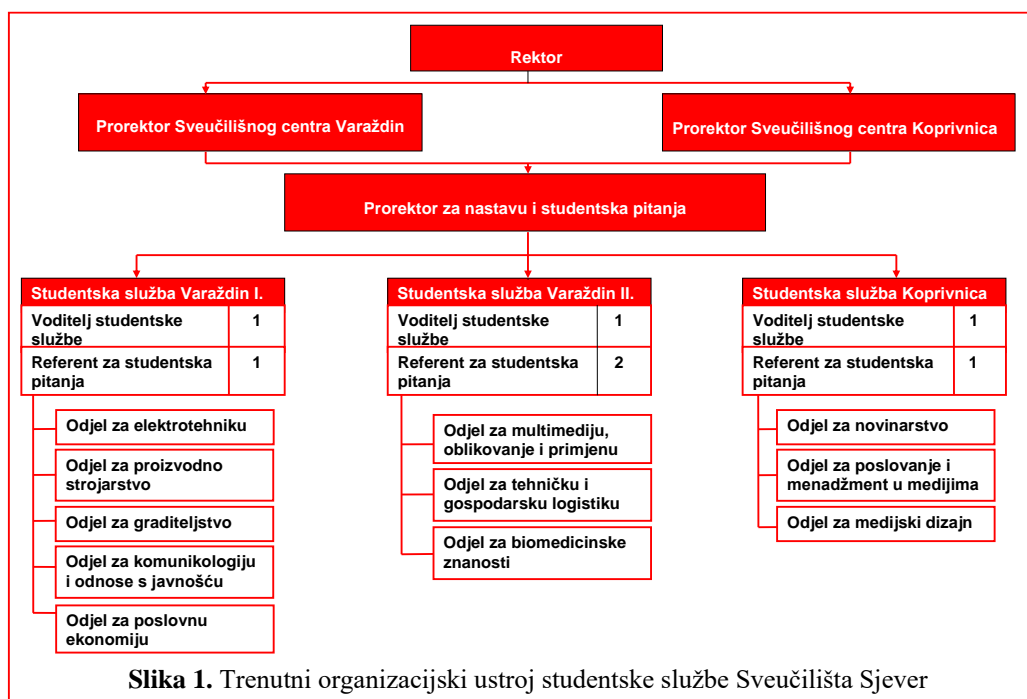 Rektor
Prorektor Sveučilišnog centra Varaždin
Prorektor Sveučilišnog centra Koprivnica
Prorektor za nastavu i studentska pitanja
Studentska služba Varaždin I.
Voditelj studentske
službe
1
Referent za studentska
pitanja
1
Odjel za elektrotehniku
Odjel za proizvodno
strojarstvo
Odjel za graditeljstvo
Odjel za komunikologiju
i odnose s javnošću
Odjel za poslovnu
ekonomiju
Studentska služba Varaždin II.
Voditelj studentske
službe
1
Referent za studentska
pitanja
2
Odjel za multimediju,
oblikovanje i primjenu
Odjel za tehničku i
gospodarsku logistiku
Odjel za biomedicinske
znanosti
Studentska služba Koprivnica
Voditelj studentske
službe
1
Referent za studentska
pitanja
1
Odjel za novinarstvo
Odjel za poslovanje i
menadžment u medijima
Odjel za medijski dizajn
Slika 1. Trenutni organizacijski ustroj studentske službe Sveučilišta Sjever